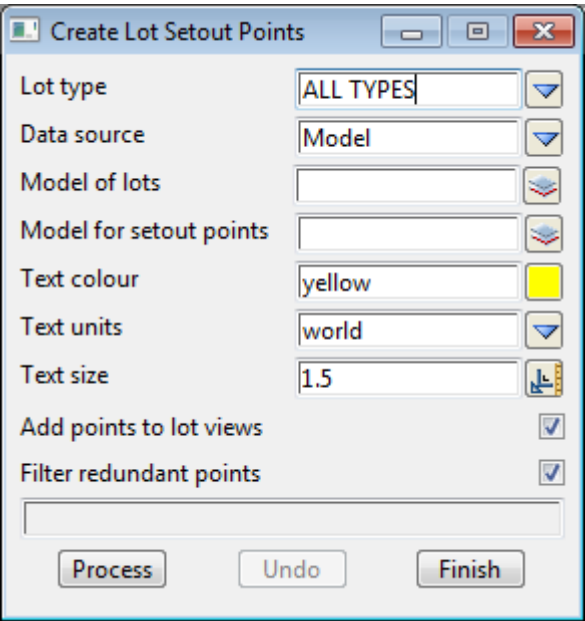 Create Lot Setout Points
Lot type ALL TYPES
Data source Model
Model of lots
Model for setout points
Text colour yellow
Text units world
Text size 1.5
Add points to lot views
Filter redundant points
Process Undo Finish